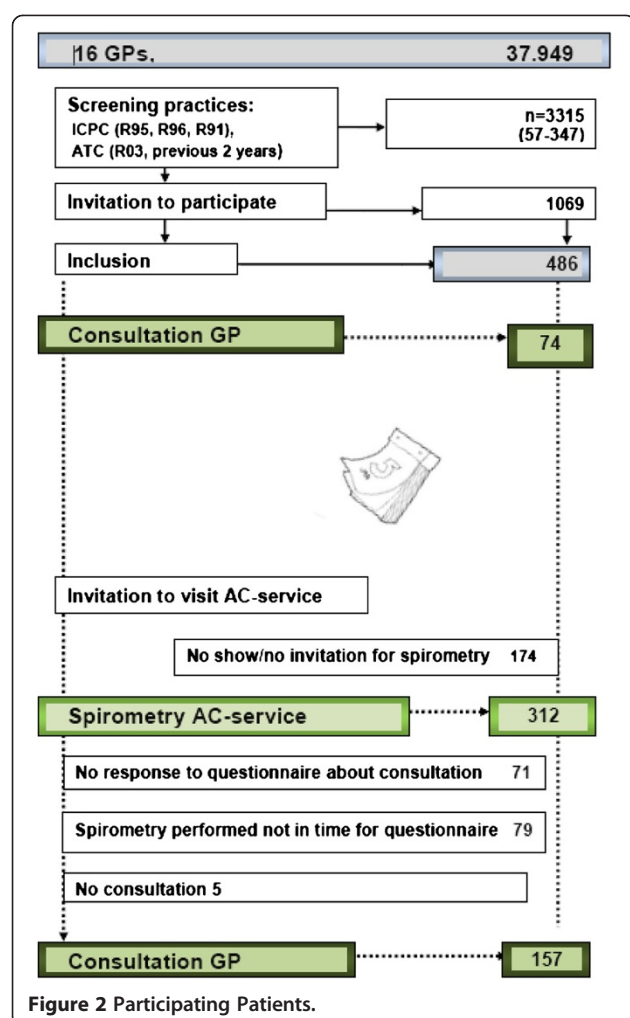 16 GPs, 37.949
Screening practices:
ICPC (R95, R96, R91),
ATC (R03, previous 2 years)
n=3315
(57-347)
Invitation to participate 1069
Inclusion 486
Consultation GP 74
Invitation to visit AC-service
No show/no invitation for spirometry 174
Spirometry AC-service 312
No response to questionnaire about consultation 71
Spirometry performed not in time for questionnaire 79
No consultation 5
Consultation GP 157
Figure 2 Participating Patients.